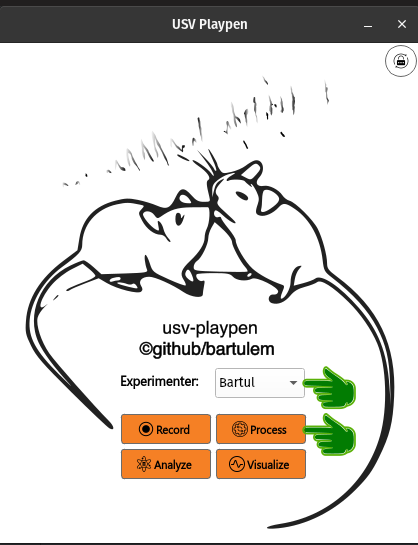 USV Playpen
usv-playpen
©github/bartulem
Experimenter: Bartul
Record Process
Analyze Visualize